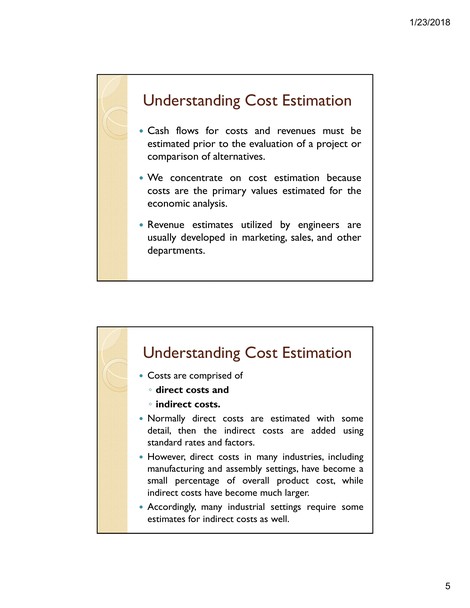 1/23/2018
Understanding Cost Estimation
• Cash flows for costs and revenues must be
estimated prior to the evaluation of a project or
comparison of alternatives.
• We concentrate on cost estimation because
costs are the primary values estimated for the
economic analysis.
• Revenue estimates utilized by engineers are
usually developed in marketing, sales, and other
departments.
Understanding Cost Estimation
• Costs are comprised of
◦ direct costs and
◦ indirect costs.
• Normally direct costs are estimated with some
detail, then the indirect costs are added using
standard rates and factors.
• However, direct costs in many industries, including
manufacturing and assembly settings, have become a
small percentage of overall product cost, while
indirect costs have become much larger.
• Accordingly, many industrial settings require some
estimates for indirect costs as well.
5